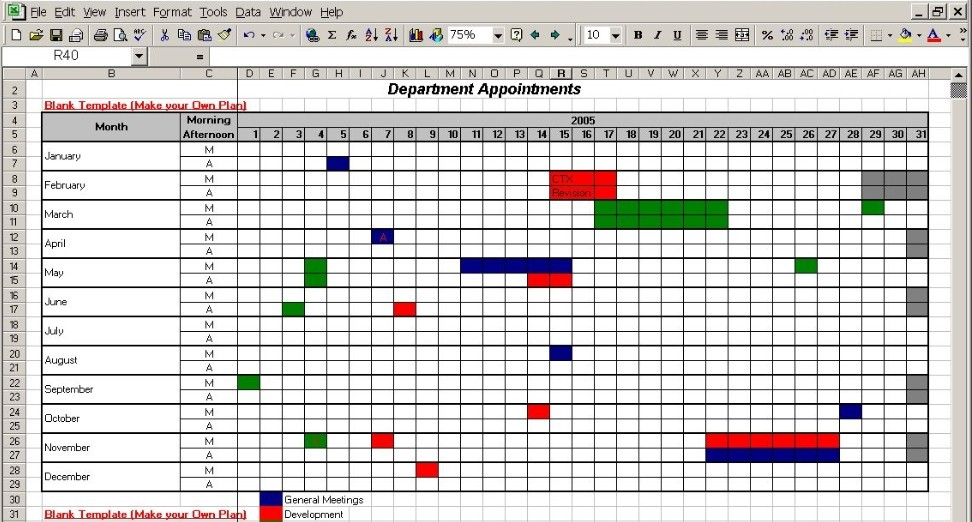 File Edit View Insert Format Tools Data Window Help
75% 10 B I U
R40 =
A B C D E F G H I J K L M N O P Q R S T U V W X Y Z AA AB AC AD AE AF AG AH
2 Department Appointments
3 Blank Template (Make your Own Plan)
4 Month Morning 2005
5 Afternoon 1 2 3 4 5 6 7 8 9 10 11 12 13 14 15 16 17 18 19 20 21 22 23 24 25 26 27 28 29 30 31
6 January M
7 A
8 February M CTX
9 A Revision
10 March M
11 A
12 April M A
13 A
14 May M
15 A
16 June M
17 A
18 July M
19 A
20 August M
21 A
22 September M
23 A
24 October M
25 A
26 November M
27 A
28 December M
29 A
30 General Meetings
31 Blank Template (Make your Own Plan) Development